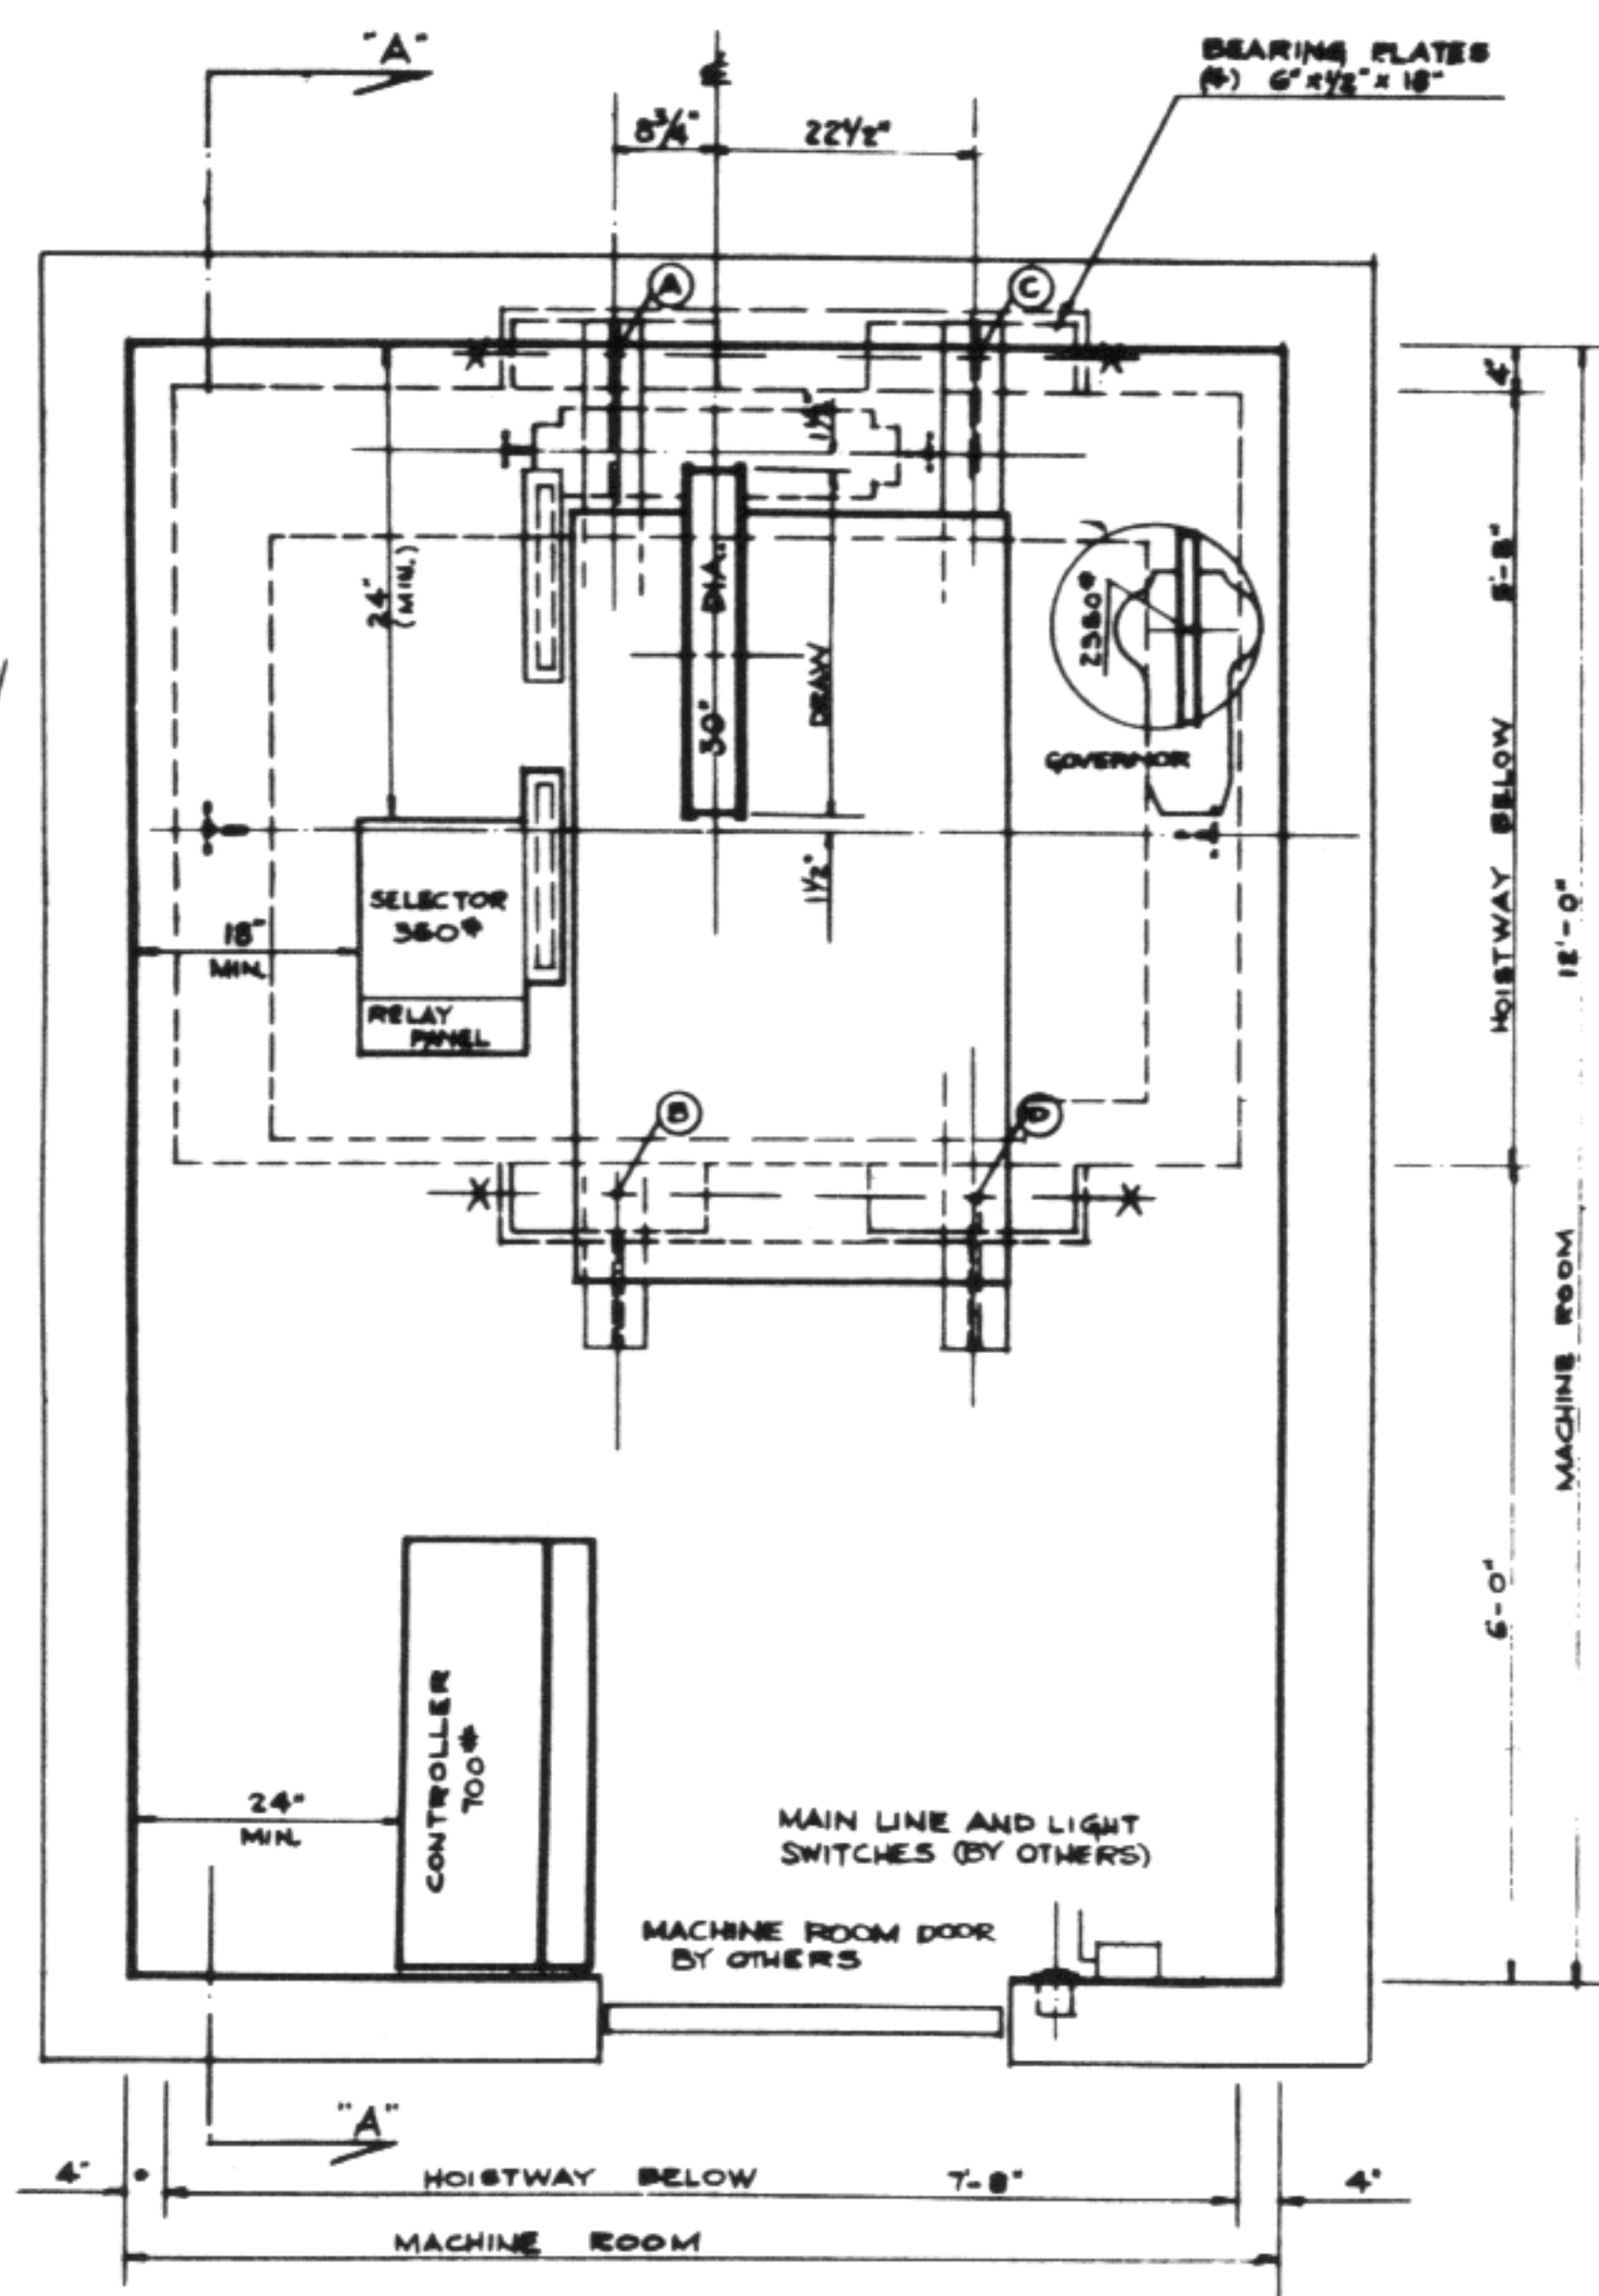 "A"
BEARING PLATES
(4) 6" x 1/2" x 18"
8 3/4"
22 1/2"
A
C
4"
1 1/2"
24"
(MIN.)
30" DIA.
DRAW
2380#
GOVERNOR
5'-8"
HOISTWAY BELOW
12'-0"
MACHINE ROOM
1 1/2"
SELECTOR
360#
18"
MIN.
RELAY
PANEL
B
D
6'-0"
CONTROLLER
700#
24"
MIN.
MAIN LINE AND LIGHT
SWITCHES (BY OTHERS)
MACHINE ROOM DOOR
BY OTHERS
"A"
4"
HOISTWAY BELOW 7'-8"
4"
MACHINE ROOM